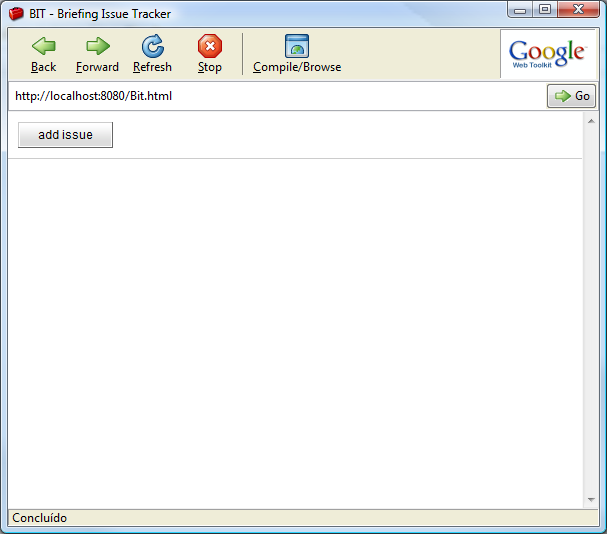 BIT - Briefing Issue Tracker
Back Forward Refresh Stop Compile/Browse
Google
Web Toolkit
http://localhost:8080/Bit.html
Go
add issue
Concluído